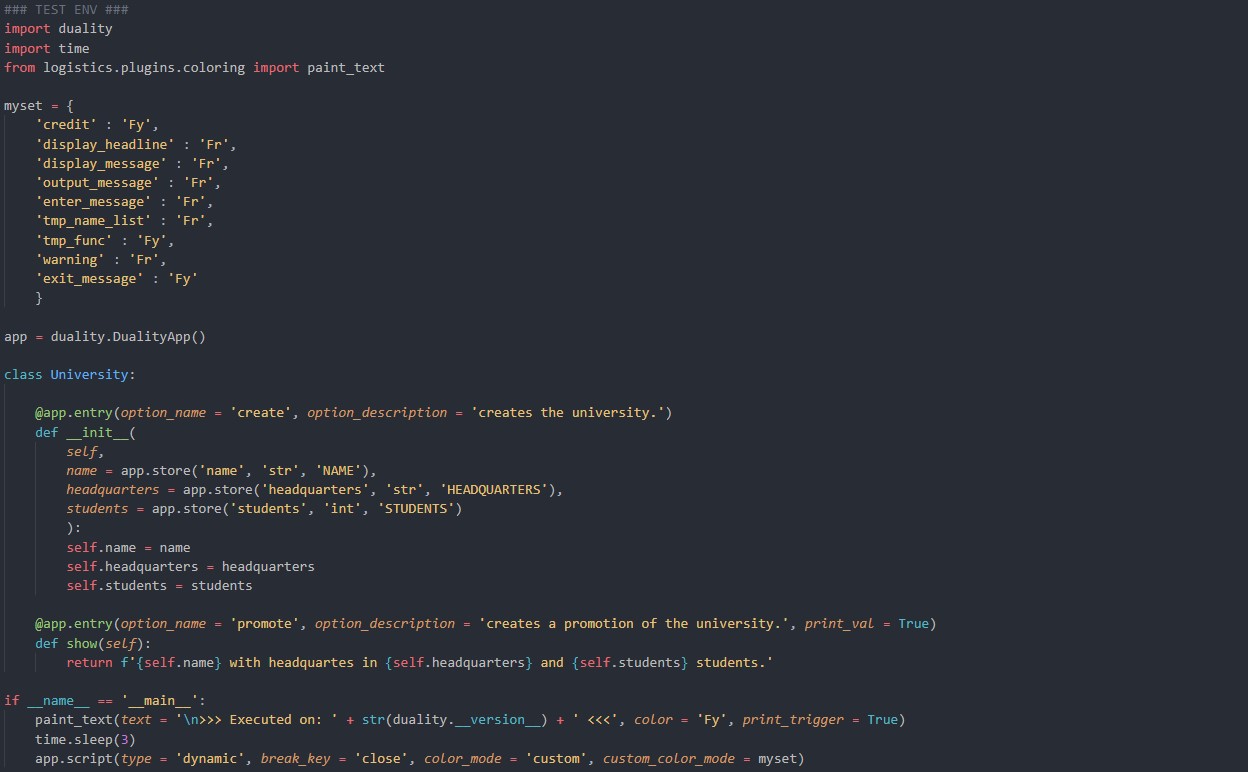 ### TEST ENV ###
import duality
import time
from logistics.plugins.coloring import paint_text
myset = {
'credit' : 'Fy',
'display_headline' : 'Fr',
'display_message' : 'Fr',
'output_message' : 'Fr',
'enter_message' : 'Fr',
'tmp_name_list' : 'Fr',
'tmp_func' : 'Fy',
'warning' : 'Fr',
'exit_message' : 'Fy'
}
app = duality.DualityApp()
class University:
@app.entry(option_name = 'create', option_description = 'creates the university.')
def __init__(
self,
name = app.store('name', 'str', 'NAME'),
headquarters = app.store('headquarters', 'str', 'HEADQUARTERS'),
students = app.store('students', 'int', 'STUDENTS')
):
self.name = name
self.headquarters = headquarters
self.students = students
@app.entry(option_name = 'promote', option_description = 'creates a promotion of the university.', print_val = True)
def show(self):
return f'{self.name} with headquartes in {self.headquarters} and {self.students} students.'
if __name__ == '__main__':
paint_text(text = '\n>>> Executed on: ' + str(duality.__version__) + ' <<<', color = 'Fy', print_trigger = True)
time.sleep(3)
app.script(type = 'dynamic', break_key = 'close', color_mode = 'custom', custom_color_mode = myset)